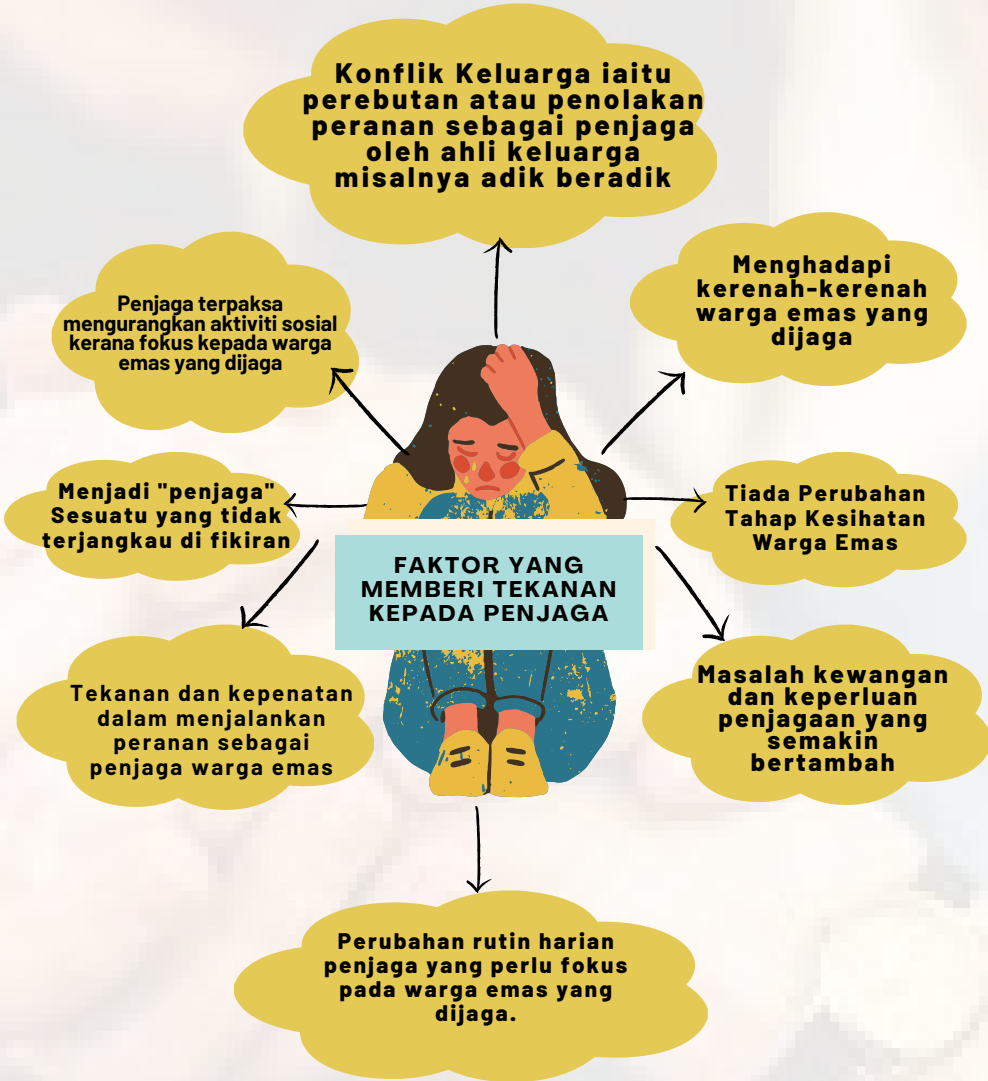 Konflik Keluarga iaitu
perebutan atau penolakan
peranan sebagai penjaga
oleh ahli keluarga
misalnya adik beradik
Penjaga terpaksa
mengurangkan aktiviti sosial
kerana fokus kepada warga
emas yang dijaga
Menghadapi
kerenah-kerenah
warga emas yang
dijaga
Menjadi "penjaga"
Sesuatu yang tidak
terjangkau di fikiran
Tiada Perubahan
Tahap Kesihatan
Warga Emas
FAKTOR YANG
MEMBERI TEKANAN
KEPADA PENJAGA
Tekanan dan kepenatan
dalam menjalankan
peranan sebagai
penjaga warga emas
Masalah kewangan
dan keperluan
penjagaan yang
semakin
bertambah
Perubahan rutin harian
penjaga yang perlu fokus
pada warga emas yang
dijaga.